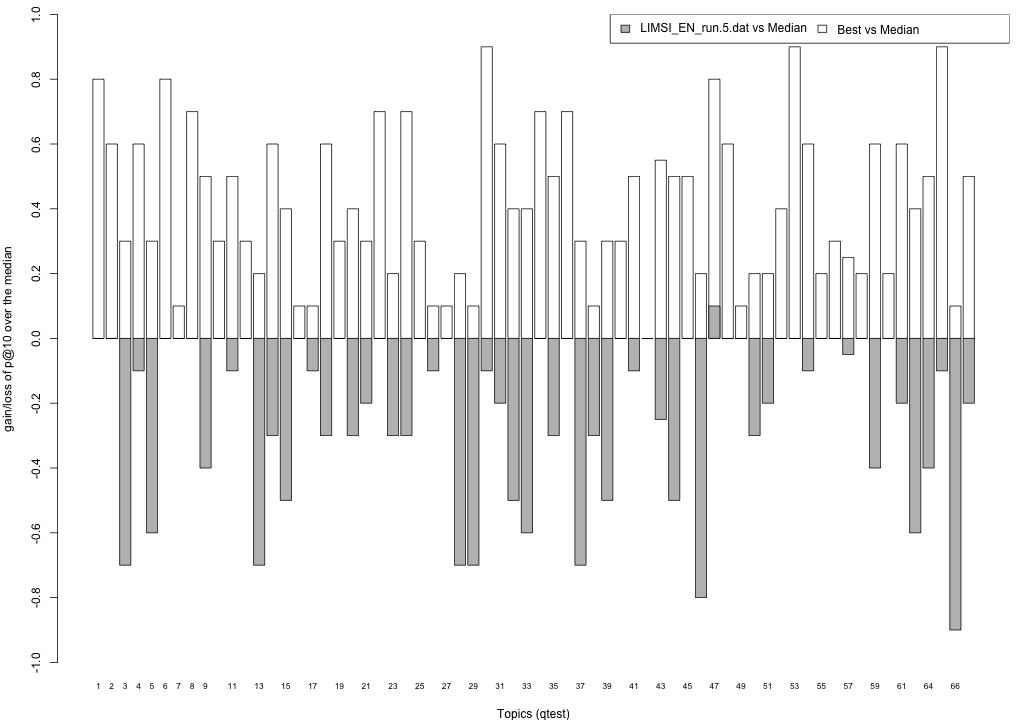 LIMSI_EN_run.5.dat vs Median Best vs Median
gain/loss of p@10 over the median
1.0
0.8
0.6
0.4
0.2
0.0
-0.2
-0.4
-0.6
-0.8
-1.0
1 2 3 4 5 6 7 8 9 11 13 15 17 19 21 23 25 27 29 31 33 35 37 39 41 43 45 47 49 51 53 55 57 59 61 64 66
Topics (qtest)